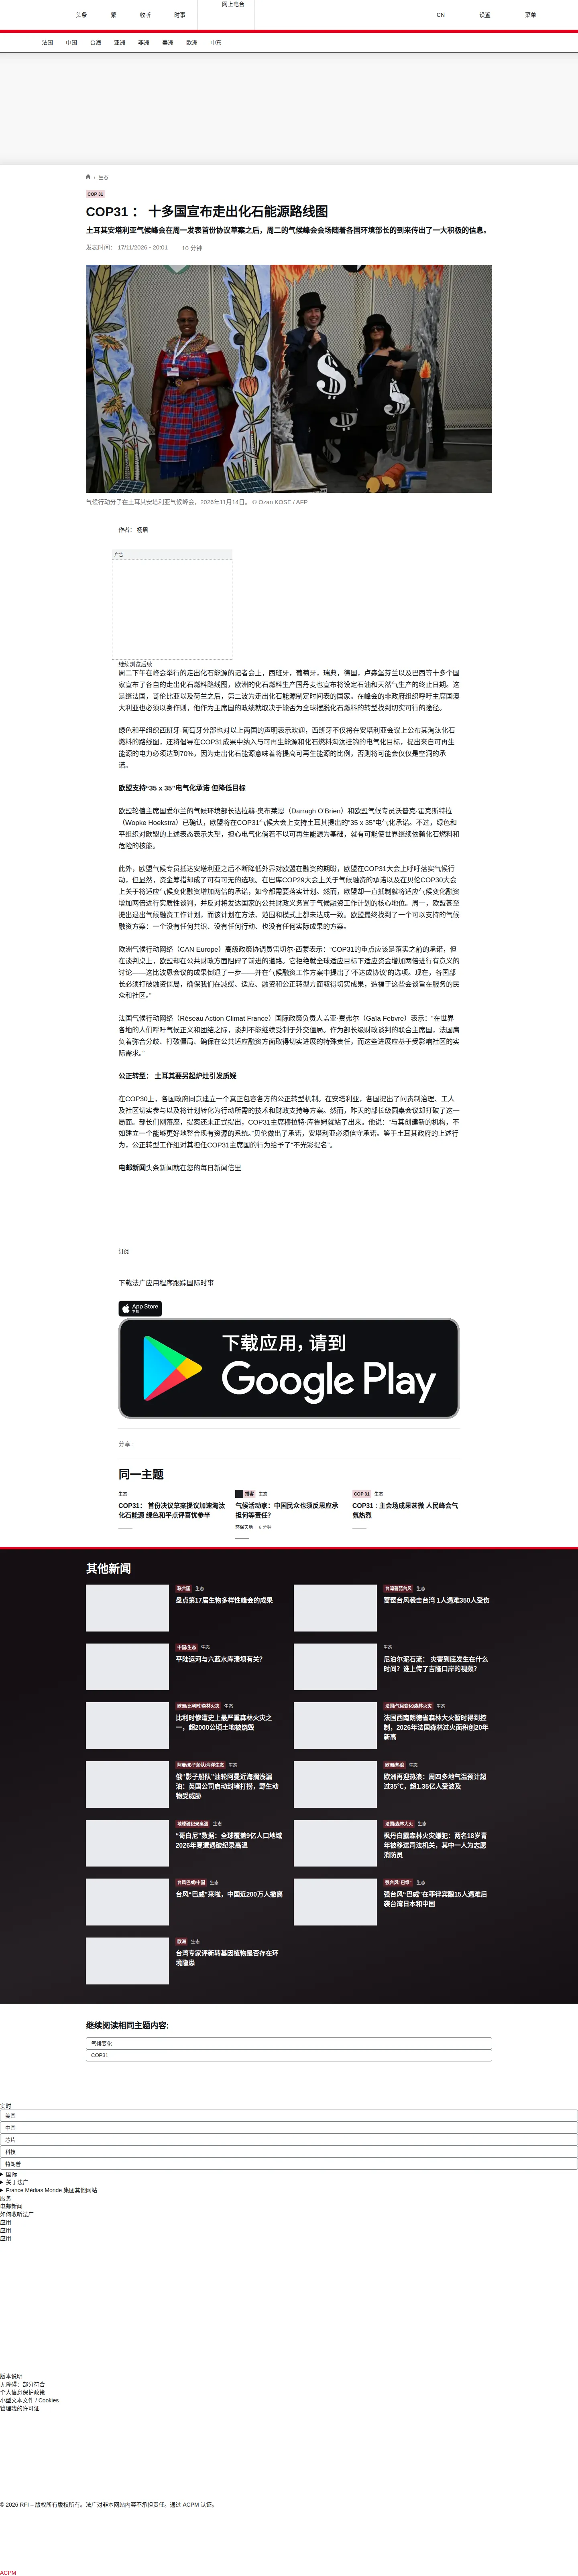 头条
繁
收听
时事
网上电台
CN
设置
菜单
法国
中国
台海
亚洲
非洲
美洲
欧洲
中东
/ 生态
COP 31
COP31 : 十多国宣布走出化石能源路线图
土耳其安塔利亚气候峰会在周一发表首份协议草案之后，周二的气候峰会会场随着各国环境部长的到来传出了一大积极的信息。
发表时间： 17/11/2026 - 20:01
10 分钟
气候行动分子在土耳其安塔利亚气候峰会，2026年11月14日。 © Ozan KOSE / AFP
作者： 杨眉
广告
继续浏览后续
周二下午在峰会举行的走出化石能源的记者会上，西班牙，葡萄牙，瑞典，德国，卢森堡芬兰以及巴西等十多个国
家宣布了各自的走出化石燃料路线图，欧洲的化石燃料生产国丹麦也宣布将设定石油和天然气生产的终止日期。这
是继法国，哥伦比亚以及荷兰之后，第二波为走出化石能源制定时间表的国家。在峰会的非政府组织呼吁主席国澳
大利亚也必须以身作则，他作为主席国的政绩就取决于能否为全球摆脱化石燃料的转型找到切实可行的途径。
绿色和平组织西班牙-葡萄牙分部也对以上两国的声明表示欢迎，西班牙不仅将在安塔利亚会议上公布其淘汰化石
燃料的路线图，还将倡导在COP31成果中纳入与可再生能源和化石燃料淘汰挂钩的电气化目标，提出来自可再生
能源的电力必须达到70%，因为走出化石能源意味着将提高可再生能源的比例，否则将可能会仅仅是空洞的承
诺。
欧盟支持“35 x 35”电气化承诺 但降低目标
欧盟轮值主席国爱尔兰的气候环境部长达拉赫·奥布莱恩（Darragh O'Brien）和欧盟气候专员沃普克·霍克斯特拉
（Wopke Hoekstra）已确认，欧盟将在COP31气候大会上支持土耳其提出的“35 x 35”电气化承诺。不过，绿色和
平组织对欧盟的上述表态表示失望，担心电气化倘若不以可再生能源为基础，就有可能使世界继续依赖化石燃料和
危险的核能。
此外，欧盟气候专员抵达安塔利亚之后不断降低外界对欧盟在融资的期盼，欧盟在COP31大会上呼吁落实气候行
动，但显然，资金筹措却成了可有可无的选项。在巴库COP29大会上关于气候融资的承诺以及在贝伦COP30大会
上关于将适应气候变化融资增加两倍的承诺，如今都需要落实计划。然而，欧盟却一直抵制就将适应气候变化融资
增加两倍进行实质性谈判，并反对将发达国家的公共财政义务置于气候融资工作计划的核心地位。周一，欧盟甚至
提出退出气候融资工作计划，而该计划在方法、范围和模式上都未达成一致。欧盟最终找到了一个可以支持的气候
融资方案：一个没有任何共识、没有任何行动、也没有任何实际成果的方案。
欧洲气候行动网络（CAN Europe）高级政策协调员雷切尔·西蒙表示：“COP31的重点应该是落实之前的承诺，但
在谈判桌上，欧盟却在公共财政方面阻碍了前进的道路。它拒绝就全球适应目标下适应资金增加两倍进行有意义的
讨论——这比波恩会议的成果倒退了一步——并在气候融资工作方案中提出了‘不达成协议’的选项。现在，各国部
长必须打破融资僵局，确保我们在减缓、适应、融资和公正转型方面取得切实成果，造福于这些会谈旨在服务的民
众和社区。”
法国气候行动网络（Réseau Action Climat France）国际政策负责人盖亚·费弗尔（Gaïa Febvre）表示：“在世界
各地的人们呼吁气候正义和团结之际，谈判不能继续受制于外交僵局。作为部长级财政谈判的联合主席国，法国肩
负着弥合分歧、打破僵局、确保在公共适应融资方面取得切实进展的特殊责任，而这些进展应基于受影响社区的实
际需求。”
公正转型： 土耳其要另起炉灶引发质疑
在COP30上，各国政府同意建立一个真正包容各方的公正转型机制。在安塔利亚，各国提出了问责制治理、工人
及社区切实参与以及将计划转化为行动所需的技术和财政支持等方案。然而，昨天的部长级圆桌会议却打破了这一
局面。部长们刚落座，提案还未正式提出，COP31主席穆拉特·库鲁姆就站了出来。他说：“与其创建新的机构，不
如建立一个能够更好地整合现有资源的系统。”贝伦做出了承诺，安塔利亚必须信守承诺。鉴于土耳其政府的上述行
为，公正转型工作组对其担任COP31主席国的行为给予了“不光彩提名”。
电邮新闻头条新闻就在您的每日新闻信里
订阅
下载法广应用程序跟踪国际时事
App Store
下载
下载应用，请到
Google Play
分享 :
同一主题
生态
COP31： 首份决议草案提议加速淘汰化石能源 绿色和平点评喜忧参半
播客 生态
气候活动家：中国民众也须反思应承担何等责任？
环保天地 6 分钟
COP 31 生态
COP31 : 主会场成果甚微 人民峰会气氛热烈
其他新闻
联合国 生态
盘点第17届生物多样性峰会的成果
台湾蔷琵台风 生态
蔷琵台风袭击台湾 1人遇难350人受伤
中国/生态 生态
平陆运河与六蓝水库溃坝有关?
生态
尼泊尔泥石流： 灾害到底发生在什么时间？谁上传了吉隆口岸的视频?
欧洲/比利时/森林火灾 生态
比利时惨遭史上最严重森林火灾之一，超2000公顷土地被烧毁
法国/气候变化/森林火灾 生态
法国西南朗德省森林大火暂时得到控制，2026年法国森林过火面积创20年新高
阿曼/影子船队/海洋生态 生态
俄“影子船队”油轮阿曼近海搁浅漏油：英国公司启动封堵打捞，野生动物受威胁
欧洲/热浪 生态
欧洲再迎热浪：周四多地气温预计超过35°C，超1.35亿人受波及
地球破纪录高温 生态
“哥白尼”数据：全球覆盖9亿人口地域2026年夏遭遇破纪录高温
法国/森林大火 生态
枫丹白露森林火灾嫌犯：两名18岁青年被移送司法机关，其中一人为志愿消防员
台风巴威/中国 生态
台风“巴威”来啦，中国近200万人撤离
强台风“巴律” 生态
强台风“巴威”在菲律宾酿15人遇难后袭台湾日本和中国
欧洲 生态
台湾专家评新转基因植物是否存在环境隐患
继续阅读相同主题内容:
气候变化
COP31
实时
美国
中国
芯片
科技
特朗普
国际
关于法广
France Médias Monde 集团其他网站
服务
电邮新闻
如何收听法广
应用
应用
应用
版本说明
无障碍：部分符合
个人信息保护政策
小型文本文件 / Cookies
管理我的许可证
© 2026 RFI – 版权所有版权所有。法广对非本网站内容不承担责任。通过 ACPM 认证。
ACPM